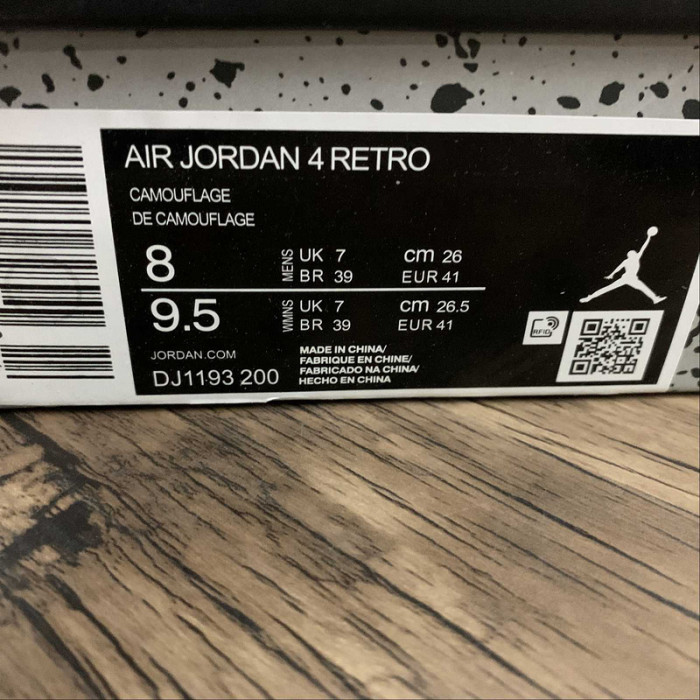 AIR JORDAN 4 RETRO
CAMOUFLAGE
DE CAMOUFLAGE
8 MENS UK 7 cm 26
BR 39 EUR 41
9.5 WMNS UK 7 cm 26.5
BR 39 EUR 41
JORDAN.COM
DJ1193 200
MADE IN CHINA/
FABRIQUE EN CHINE/
FABRICADO NA CHINA/
HECHO EN CHINA
RFID